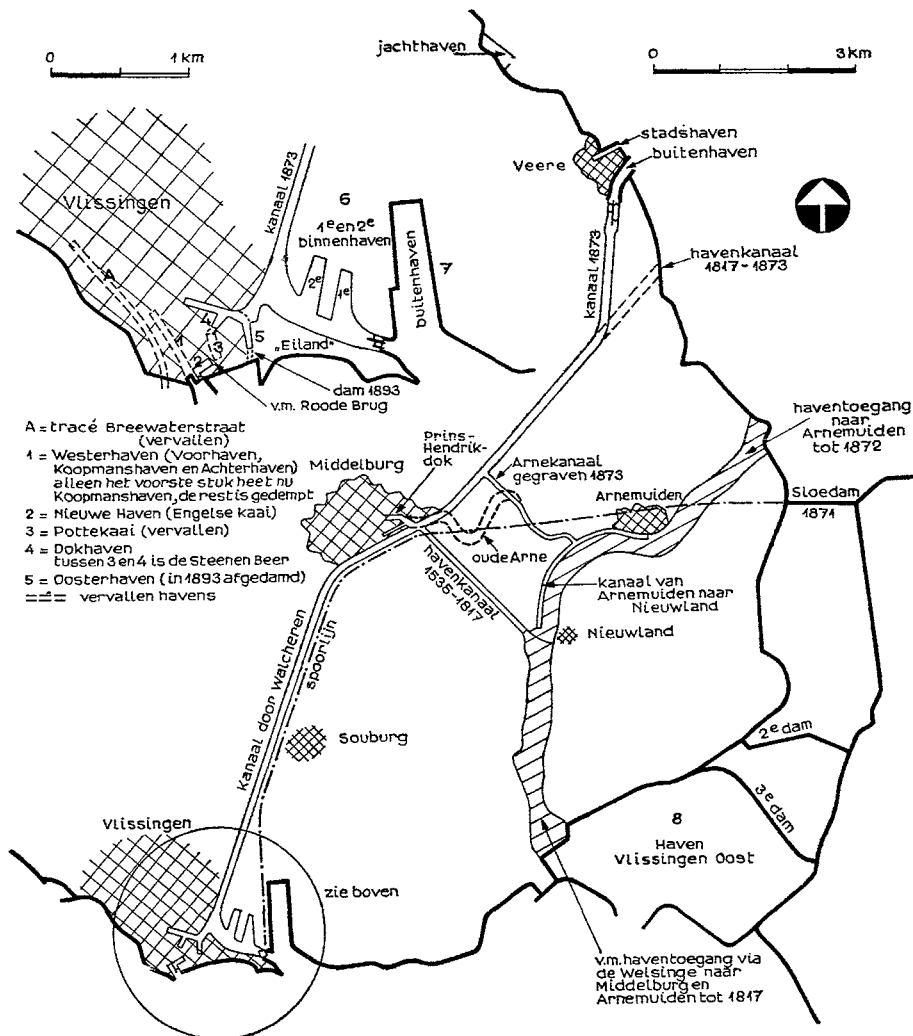 0 1 km
0 3 km
jachthaven
stadshaven
buitenhaven
Veere
Vlissingen
kanaal 1873
6
1e en 2e
binnenhaven
2e
1e
buitenhaven
7
A
1
2
3
4
5
„Eiland”
dam 1893
v.m. Roode Brug
kanaal 1873
havenkanaal
1817-1873
A = tracé Breewaterstraat
(vervallen)
1 = Westerhaven (Voorhaven,
Koopmanshaven en Achterhaven)
alleen het voorste stuk heet nu
Koopmanshaven, de rest is gedempt
2 = Nieuwe Haven (Engelse kaai)
3 = Pottekaai (vervallen)
4 = Dokhaven
tussen 3 en 4 is de Steenen Beer
5 = Oosterhaven (in 1893 afgedamd)
=== vervallen havens
Prins-
Hendrik-
dok
Middelburg
Arnekanaal
gegraven 1873
haventoegang
naar
Arnemuiden
tot 1872
Arnemuiden
Sloedam
1871
oude Arne
havenkanaal
1535-1817
kanaal van
Arnemuiden naar
Nieuwland
Nieuwland
kanaal door Walcheren
spoorlijn
Souburg
2e dam
3e dam
8
Haven
Vlissingen Oost
Vlissingen
zie boven
v.m. haventoegang via
de Welsinge naar
Middelburg en
Arnemuiden tot 1817